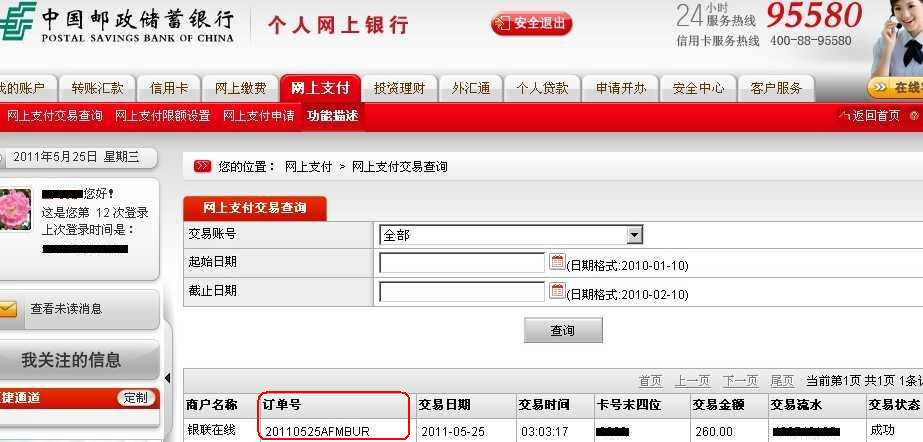 中国邮政储蓄银行
POSTAL SAVINGS BANK OF CHINA
个人网上银行
安全退出
24小时服务热线 95580
信用卡服务热线 400-88-95580
的账户 转账汇款 信用卡 网上缴费 网上支付 投资理财 外汇通 个人贷款 申请开办 安全中心 客户服务 在线
网上支付交易查询 网上支付限额设置 网上支付申请 功能描述 返回首页
2011年5月25日 星期三
您好!
这是您第 12 次登录
上次登录时间是:
查看未读消息
我关注的信息
捷通道 定制
您的位置: 网上支付 > 网上支付交易查询
网上支付交易查询
交易账号 全部
起始日期 (日期格式:2010-01-10)
截止日期 (日期格式:2010-02-10)
查询
首页 上一页 下一页 尾页 当前第1页 共1页 1条
商户名称 订单号 交易日期 交易时间 卡号末四位 交易金额 交易流水 交易状态
银联在线 20110525AFMBUR 2011-05-25 03:03:17 260.00 成功